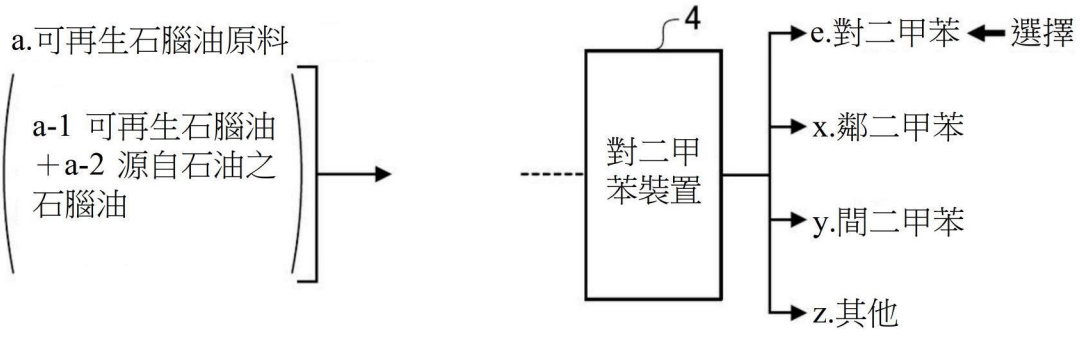 a.可再生石腦油原料
a-1 可再生石腦油
＋a-2 源自石油之
石腦油
4
對二甲
苯裝置
e.對二甲苯
選擇
x.鄰二甲苯
y.間二甲苯
z.其他